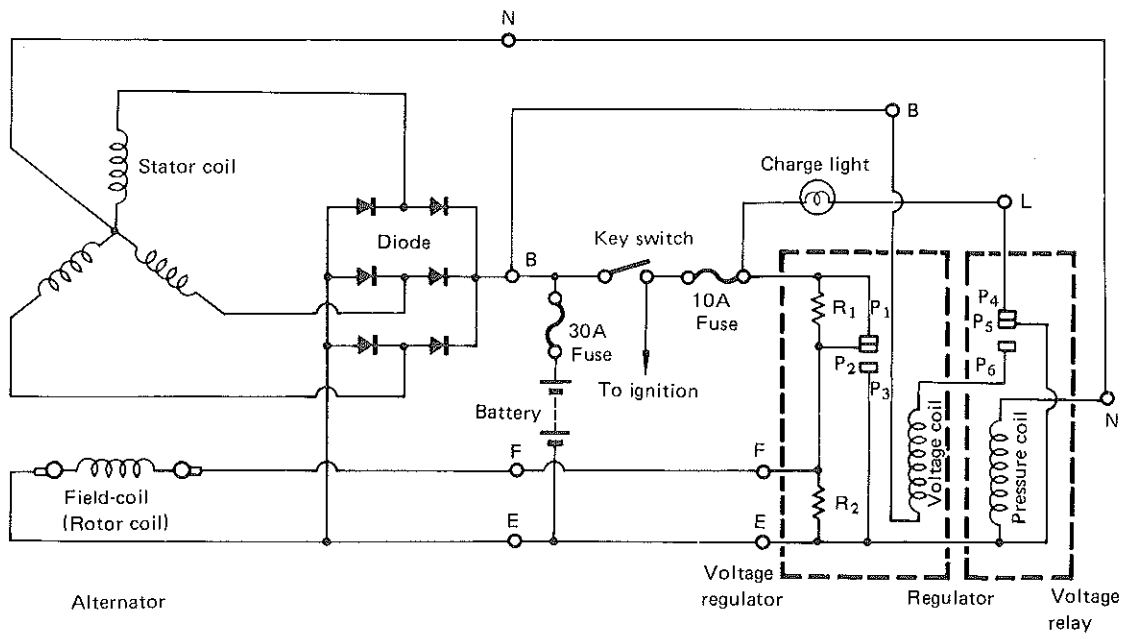 N
B
Stator coil
Charge light
L
Diode
Key switch
B
10A
Fuse
R1
P1
P4
P5
30A
Fuse
P2
P6
To ignition
P3
N
Battery
Voltage coil
Pressure coil
F
F
Field-coil
(Rotor coil)
R2
E
E
Voltage
regulator
Regulator
Voltage
relay
Alternator